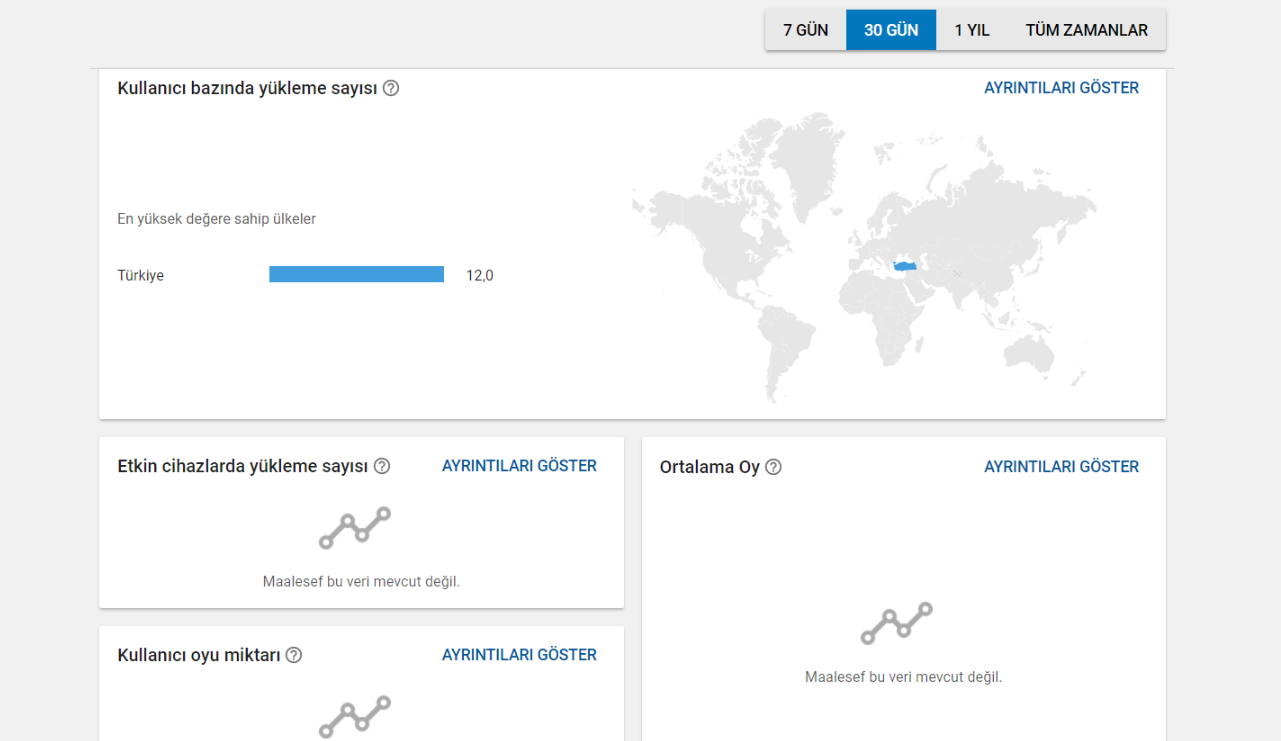 7 GÜN 30 GÜN 1 YIL TÜM ZAMANLAR
Kullanıcı bazında yükleme sayısı ? AYRINTILARI GÖSTER
En yüksek değere sahip ülkeler
Türkiye 12,0
Etkin cihazlarda yükleme sayısı ? AYRINTILARI GÖSTER
Maalesef bu veri mevcut değil.
Ortalama Oy ? AYRINTILARI GÖSTER
Maalesef bu veri mevcut değil.
Kullanıcı oyu miktarı ? AYRINTILARI GÖSTER